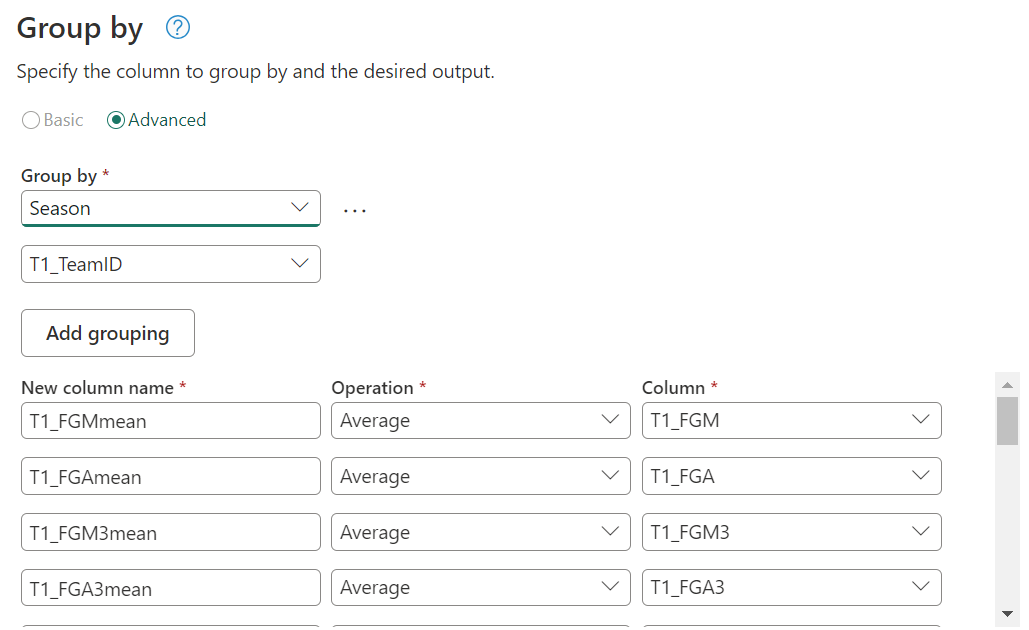 Group by ?
Specify the column to group by and the desired output.
Basic Advanced
Group by *
Season ...
T1_TeamID
Add grouping
New column name * Operation * Column *
T1_FGMmean Average T1_FGM
T1_FGAmean Average T1_FGA
T1_FGM3mean Average T1_FGM3
T1_FGA3mean Average T1_FGA3